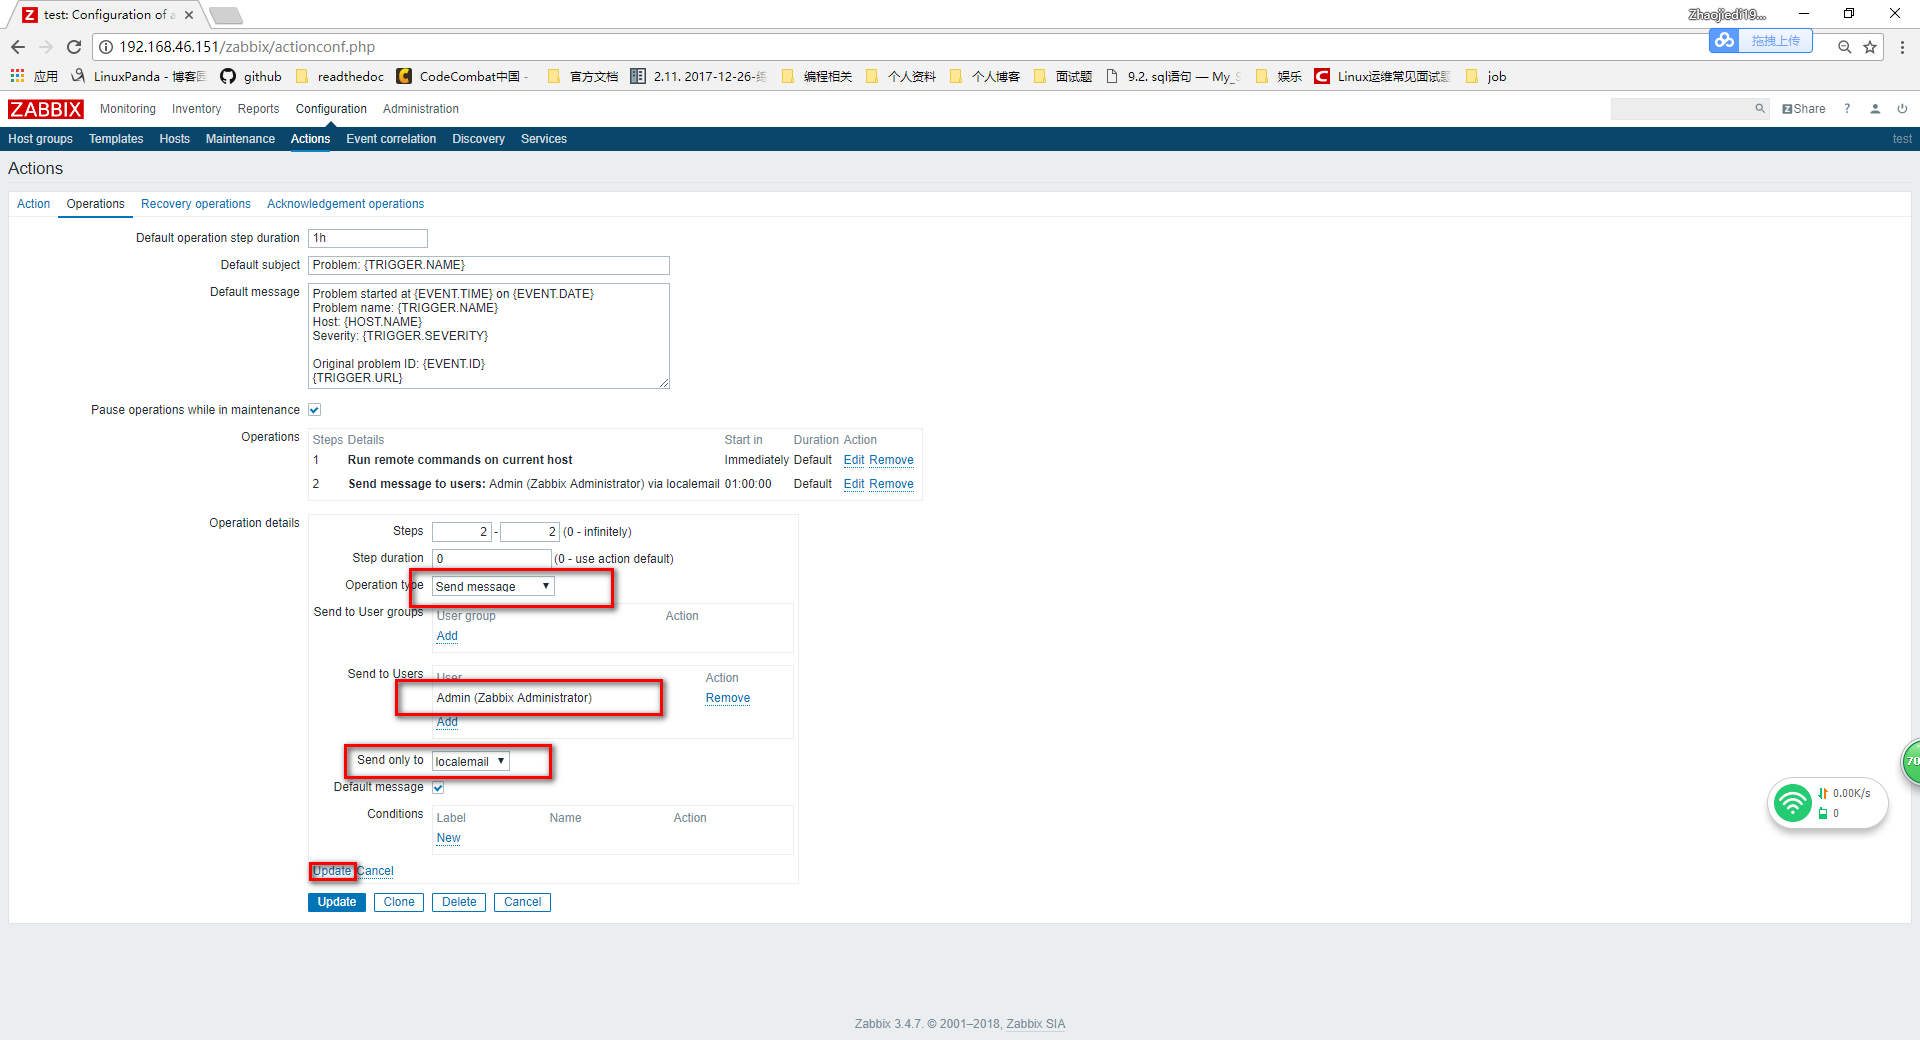 test: Configuration of a
Zhaojiedi19...
192.168.46.151/zabbix/actionconf.php
拖拽上传
应用 LinuxPanda - 博客园 github readthedoc CodeCombat中国 - 官方文档 2.11. 2017-12-26-练 编程相关 个人资料 个人博客 面试题 9.2. sql语句 — My_S 娱乐 Linux运维常见面试题 job
ZABBIX Monitoring Inventory Reports Configuration Administration Z Share ?
Host groups Templates Hosts Maintenance Actions Event correlation Discovery Services test
Actions
Action Operations Recovery operations Acknowledgement operations
Default operation step duration 1h
Default subject Problem: {TRIGGER.NAME}
Default message Problem started at {EVENT.TIME} on {EVENT.DATE}
Problem name: {TRIGGER.NAME}
Host: {HOST.NAME}
Severity: {TRIGGER.SEVERITY}
Original problem ID: {EVENT.ID}
{TRIGGER.URL}
Pause operations while in maintenance
Operations Steps Details Start in Duration Action
1 Run remote commands on current host Immediately Default Edit Remove
2 Send message to users: Admin (Zabbix Administrator) via localemail 01:00:00 Default Edit Remove
Operation details
Steps 2 - 2 (0 - infinitely)
Step duration 0 (0 - use action default)
Operation type Send message
Send to User groups User group Action
Add
Send to Users User Action
Admin (Zabbix Administrator) Remove
Add
Send only to localemail
Default message
Conditions Label Name Action
New
Update Cancel
Update Clone Delete Cancel
70
0.00K/s
0
Zabbix 3.4.7. © 2001–2018, Zabbix SIA